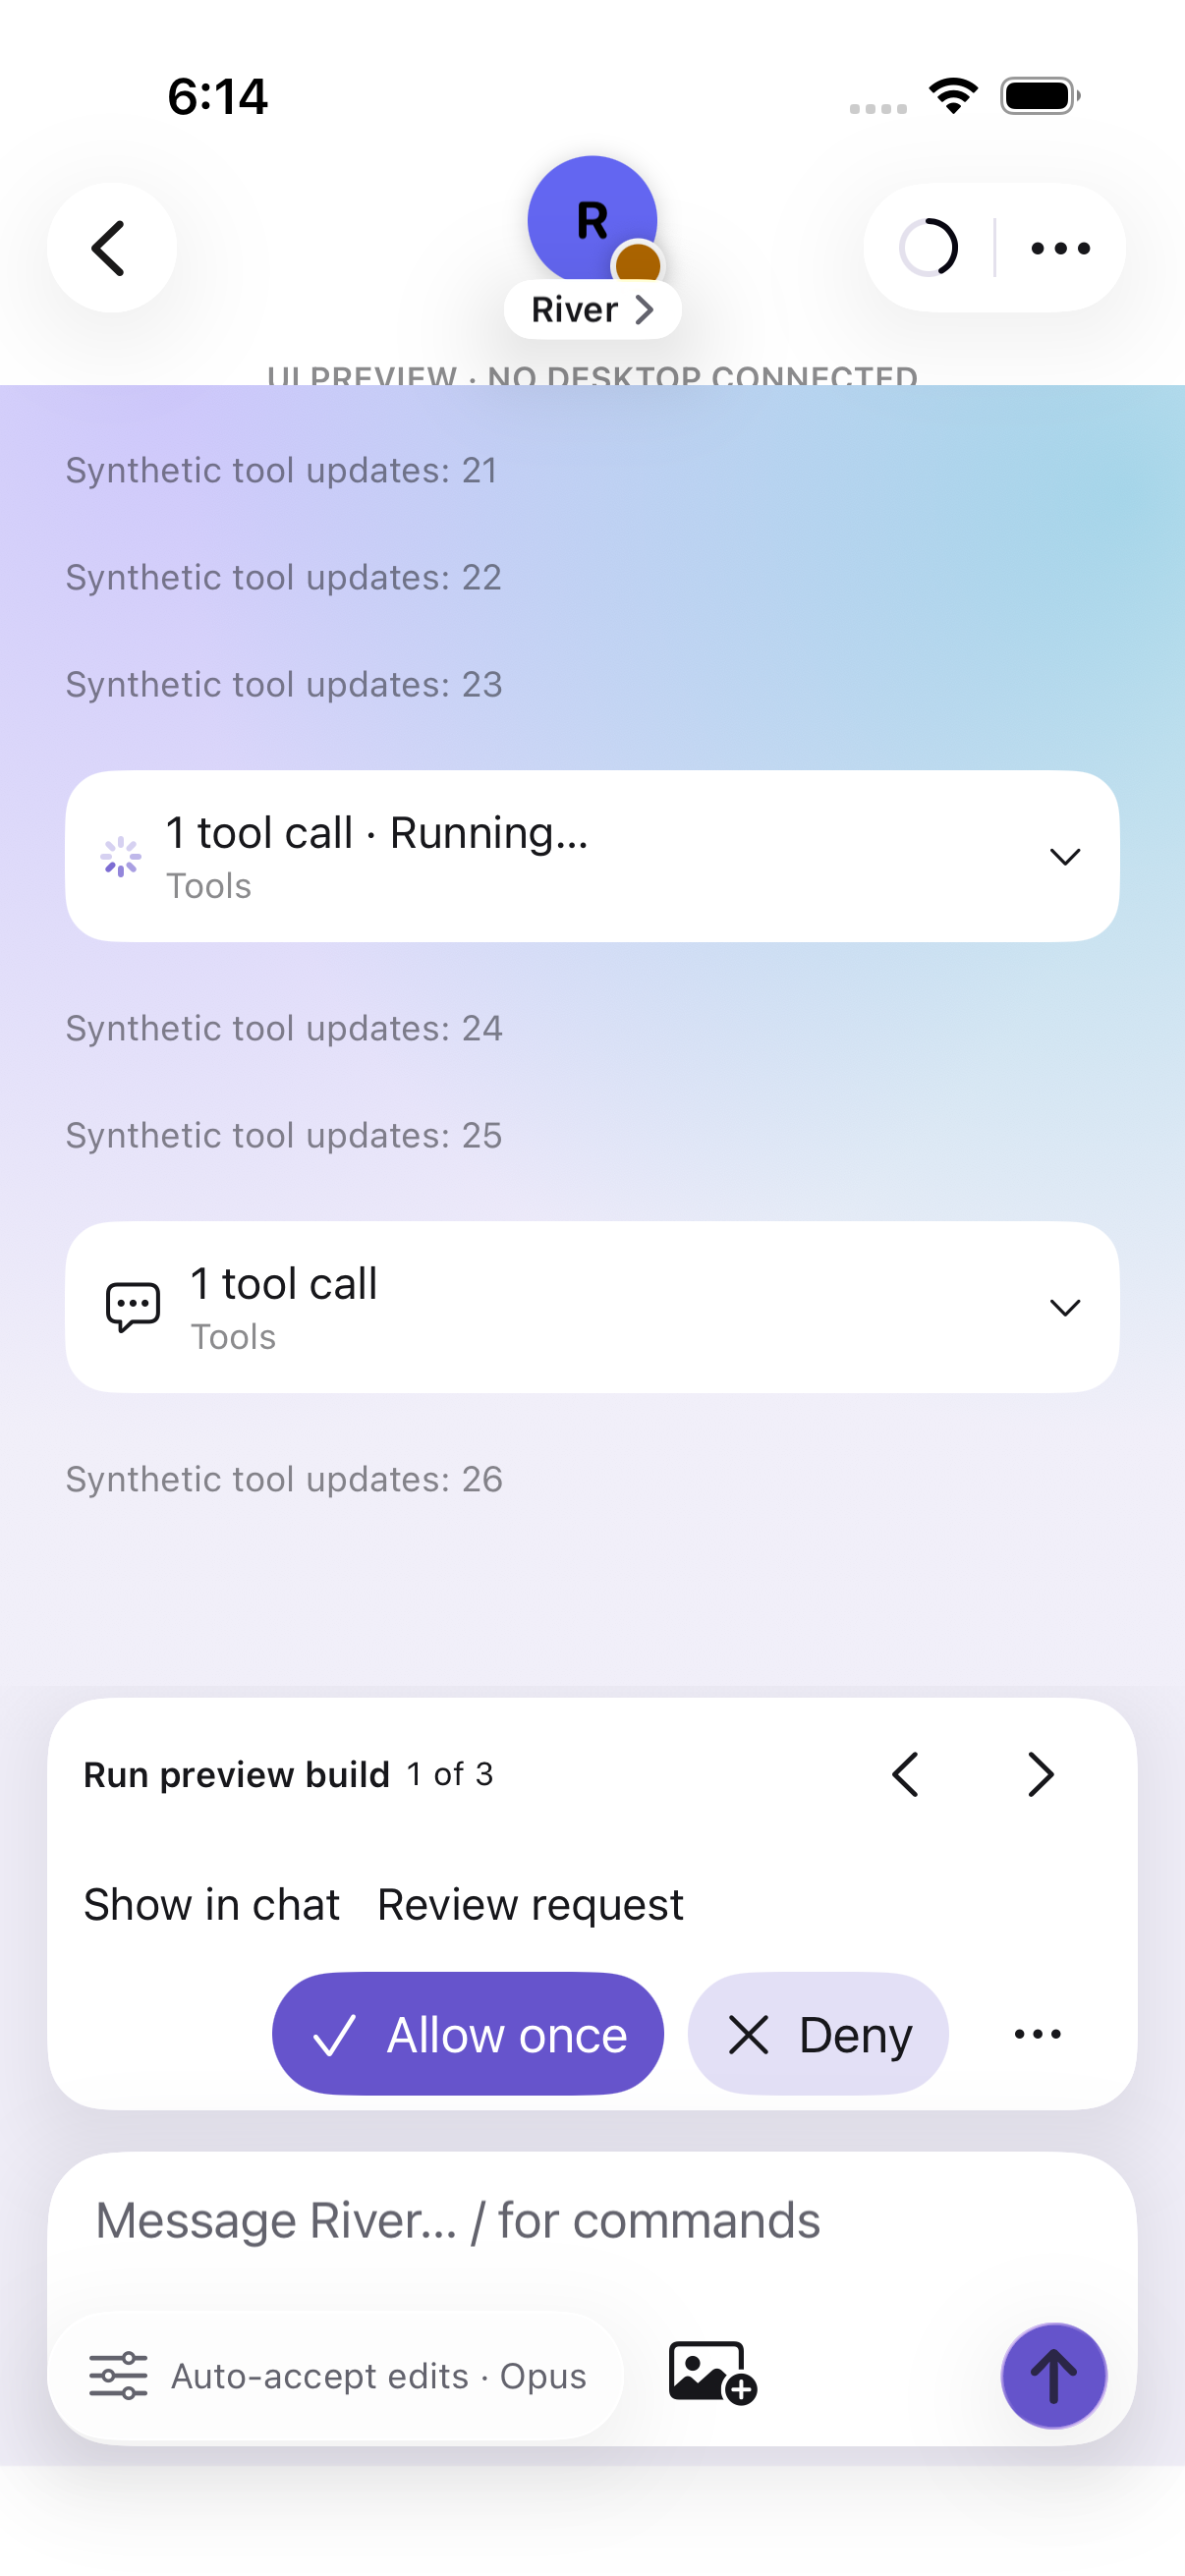 6:14
R
River
UI PREVIEW · NO DESKTOP CONNECTED
Synthetic tool updates: 21
Synthetic tool updates: 22
Synthetic tool updates: 23
1 tool call · Running...
Tools
Synthetic tool updates: 24
Synthetic tool updates: 25
1 tool call
Tools
Synthetic tool updates: 26
Run preview build 1 of 3
Show in chat Review request
Allow once Deny
Message River... / for commands
Auto-accept edits · Opus